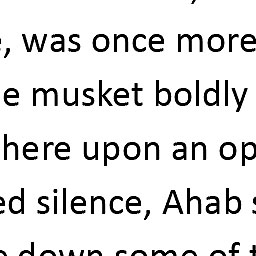 , was once more
e musket boldly
here upon an op
ed silence, Ahab s
down some of t